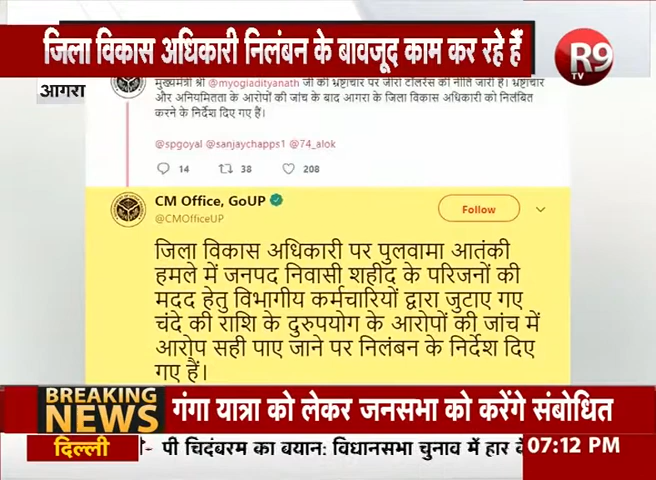 जिला विकास अधिकारी निलंबन के बावजूद काम कर रहे हैं
R9
TV
आगरा
मुख्यमंत्री श्री @myogiadityanath जी की भ्रष्टाचार पर जीरो टॉलरेंस की नीति जारी है। भ्रष्टाचार
और अनियमितता के आरोपों की जांच के बाद आगरा के जिला विकास अधिकारी को निलंबित
करने के निर्देश दिए गए हैं।
@spgoyal @sanjaychapps1 @74_alok
14 38 208
CM Office, GoUP
@CMOfficeUP
Follow
जिला विकास अधिकारी पर पुलवामा आतंकी
हमले में जनपद निवासी शहीद के परिजनों की
मदद हेतु विभागीय कर्मचारियों द्वारा जुटाए गए
चंदे की राशि के दुरुपयोग के आरोपों की जांच में
आरोप सही पाए जाने पर निलंबन के निर्देश दिए
गए हैं।
BREAKING
NEWS
गंगा यात्रा को लेकर जनसभा को करेंगे संबोधित
दिल्ली
- पी चिदंबरम का बयान: विधानसभा चुनाव में हार के
07:12 PM